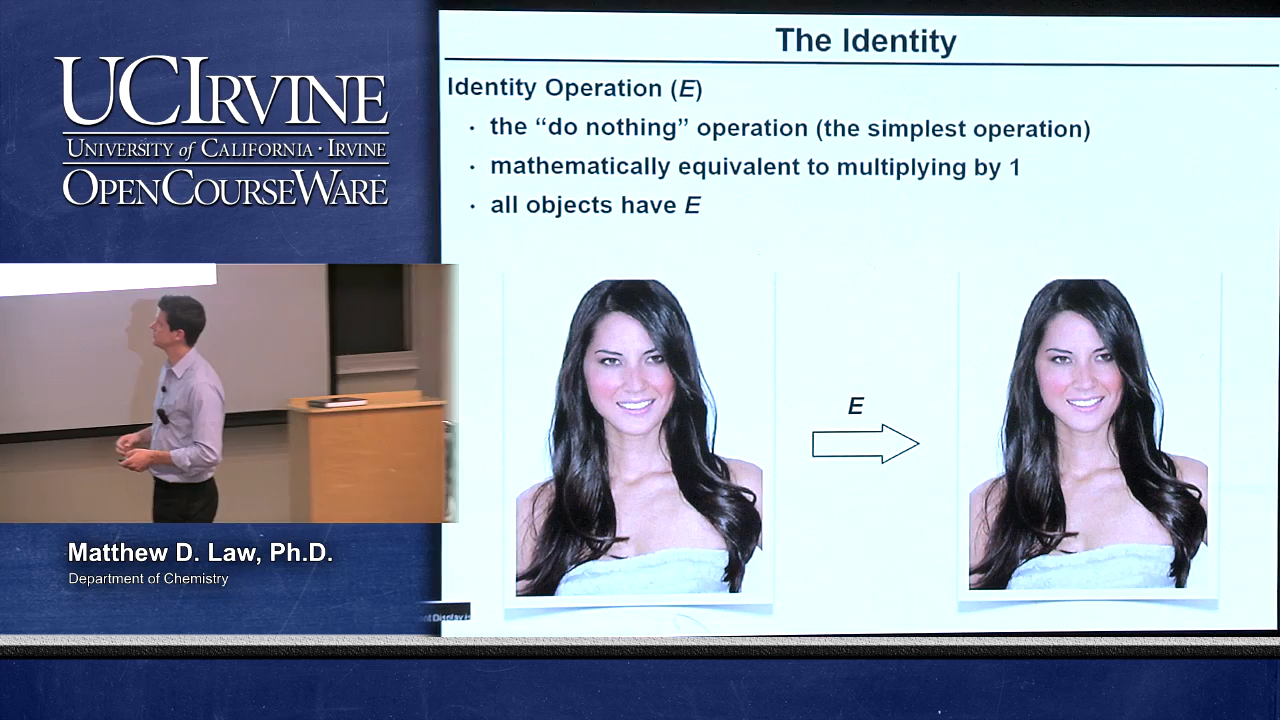 UCIRVINE
UNIVERSITY of CALIFORNIA · IRVINE
OPENCOURSEWARE
Matthew D. Law, Ph.D.
Department of Chemistry
The Identity
Identity Operation (E)
· the “do nothing” operation (the simplest operation)
· mathematically equivalent to multiplying by 1
· all objects have E
E